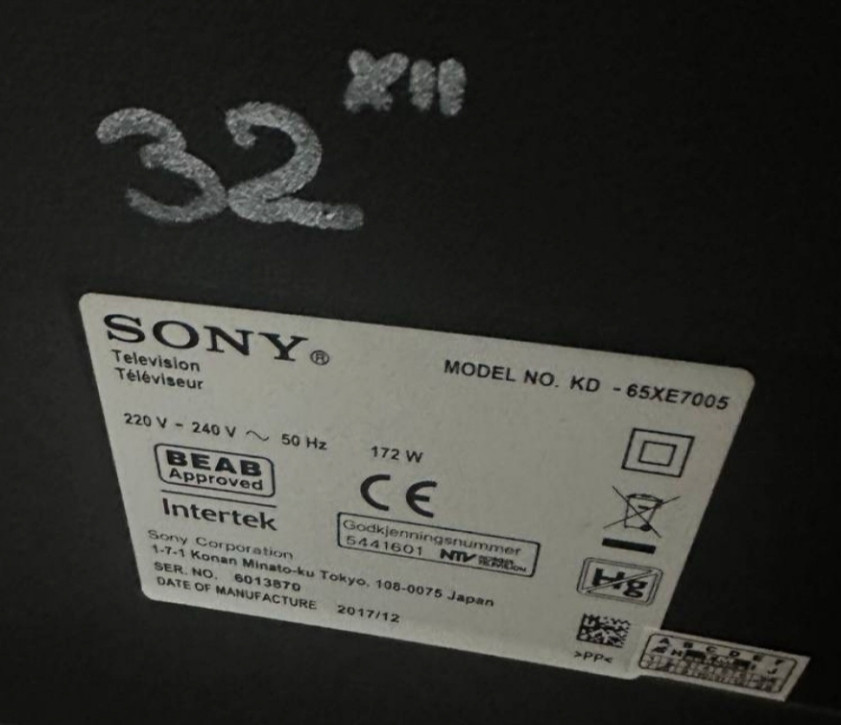 XII
32
SONY®
Television
Téléviseur
MODEL NO. KD - 65XE7005
220 V - 240 V ~ 50 Hz
172 W
BEAB
Approved
Intertek
CE
Godkjenningsnummer
5441601 NTV
Sony Corporation
1-7-1 Konan Minato-ku Tokyo, 108-0075 Japan
SER. NO. 6013870
DATE OF MANUFACTURE 2017/12
Hg
>PP<
A B C D E F